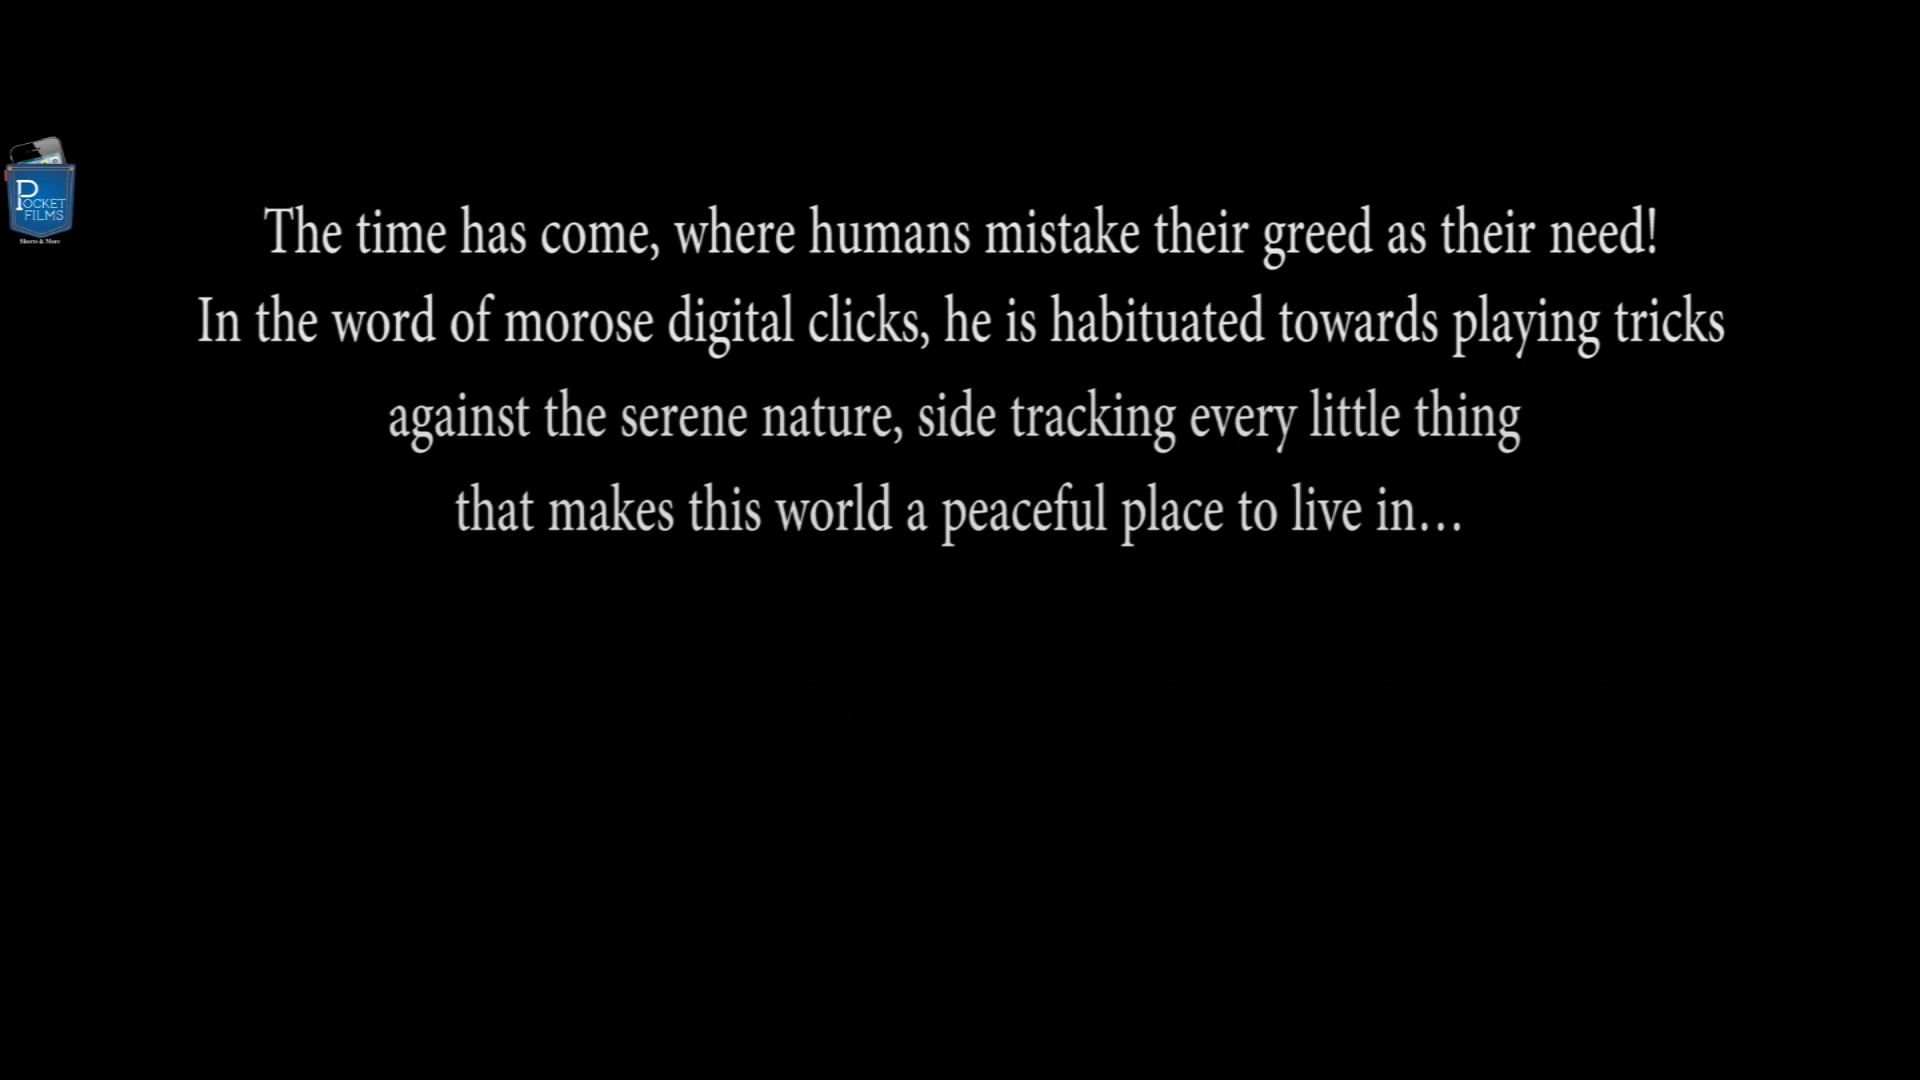 POCKET
FILMS
Shorts & More
The time has come, where humans mistake their greed as their need!
In the word of morose digital clicks, he is habituated towards playing tricks
against the serene nature, side tracking every little thing
that makes this world a peaceful place to live in...